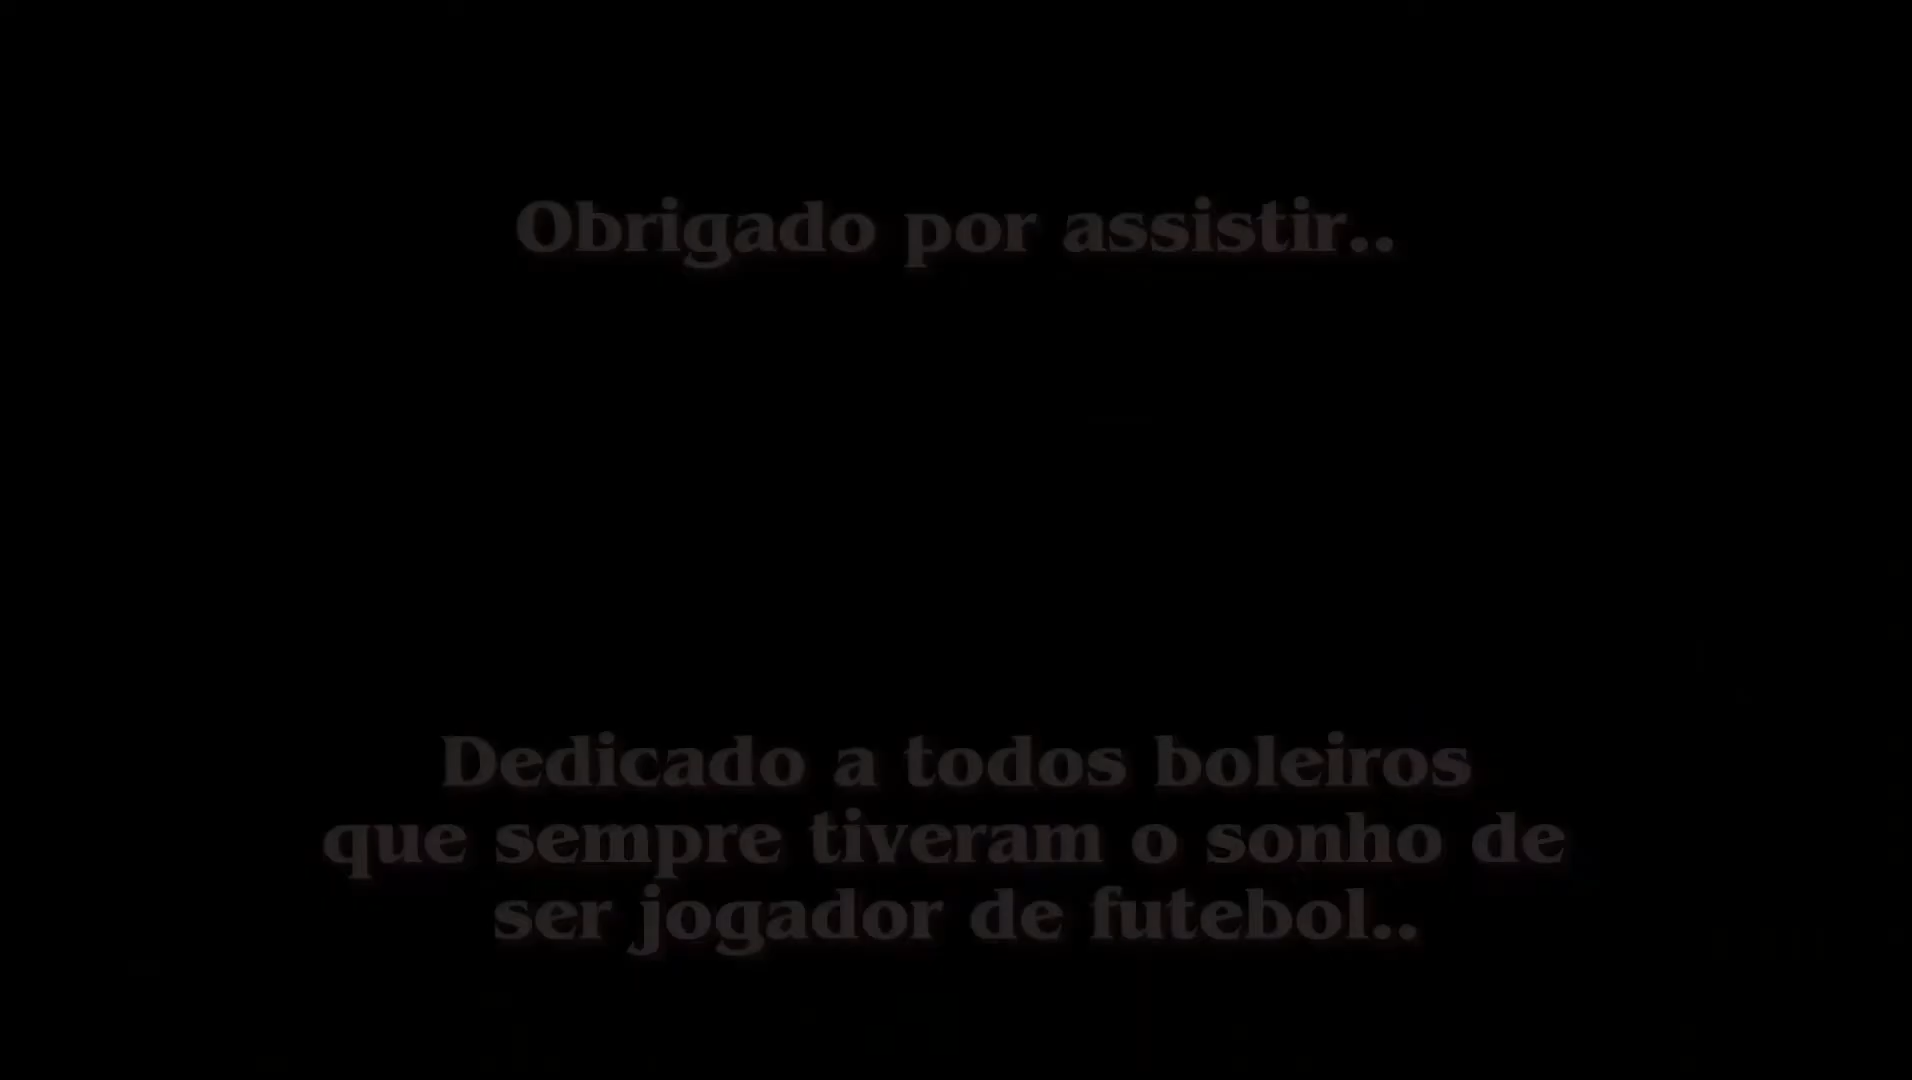 Obrigado por assistir..
Dedicado a todos boleiros
que sempre tiveram o sonho de
ser jogador de futebol..